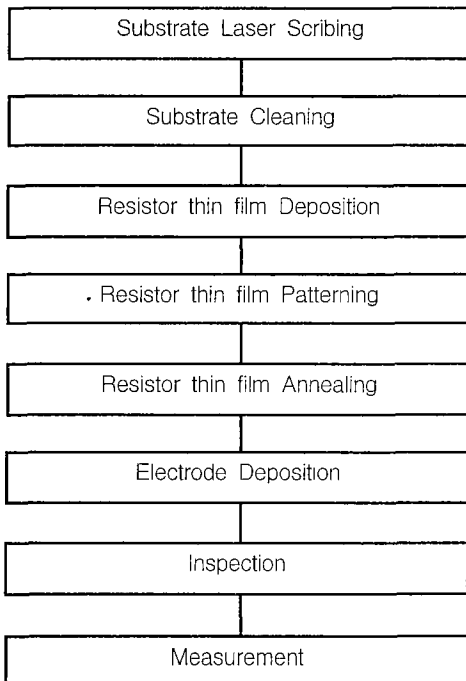 Substrate Laser Scribing
Substrate Cleaning
Resistor thin film Deposition
Resistor thin film Patterning
Resistor thin film Annealing
Electrode Deposition
Inspection
Measurement